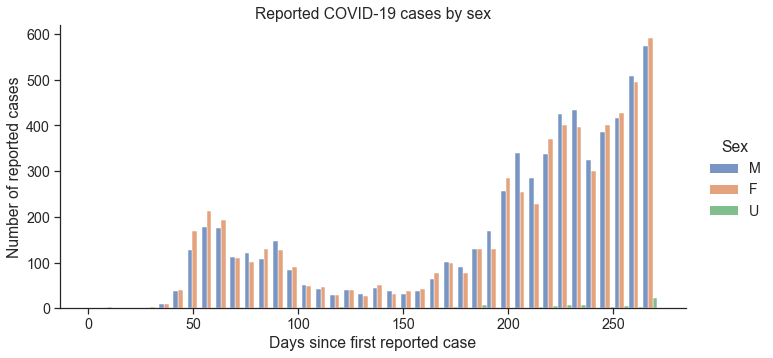 Reported COVID-19 cases by sex
Number of reported cases
600
500
400
300
200
100
0
0 50 100 150 200 250
Days since first reported case
Sex
M
F
U